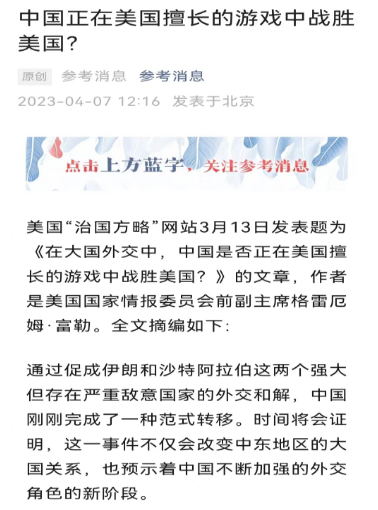 中国正在美国擅长的游戏中战胜
美国?
原创 参考消息 参考消息
2023-04-07 12:16 发表于北京
点击上方蓝字，关注参考消息
美国“治国方略”网站3月13日发表题为
《在大国外交中，中国是否正在美国擅
长的游戏中战胜美国？》的文章，作者
是美国国家情报委员会前副主席格雷厄
姆·富勒。全文摘编如下:
通过促成伊朗和沙特阿拉伯这两个强大
但存在严重敌意国家的外交和解，中国
刚刚完成了一种范式转移。时间将会证
明，这一事件不仅会改变中东地区的大
国关系，也预示着中国不断加强的外交
角色的新阶段。